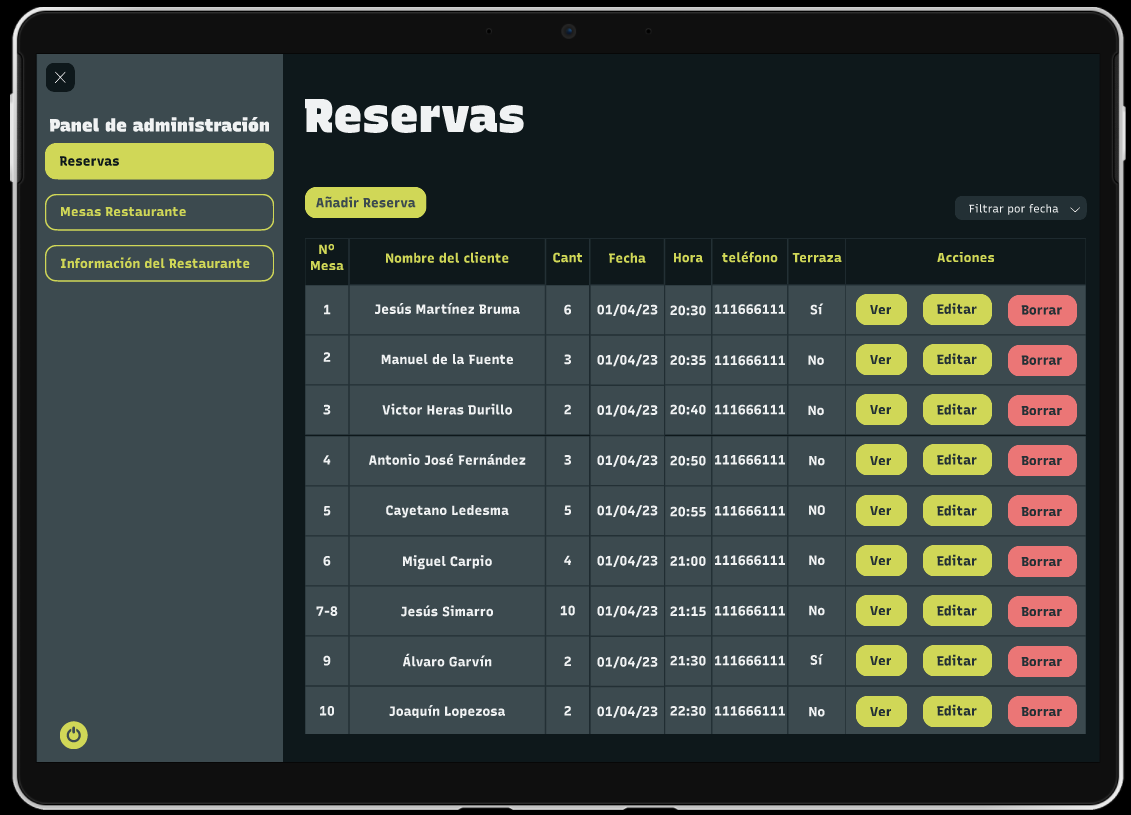 Panel de administración
Reservas
Mesas Restaurante
Información del Restaurante
Reservas
Añadir Reserva
Filtrar por fecha
Nº Mesa Nombre del cliente Cant Fecha Hora teléfono Terraza Acciones
1 Jesús Martínez Bruma 6 01/04/23 20:30 111666111 Sí Ver Editar Borrar
2 Manuel de la Fuente 3 01/04/23 20:35 111666111 No Ver Editar Borrar
3 Victor Heras Durillo 2 01/04/23 20:40 111666111 No Ver Editar Borrar
4 Antonio José Fernández 3 01/04/23 20:50 111666111 No Ver Editar Borrar
5 Cayetano Ledesma 5 01/04/23 20:55 111666111 NO Ver Editar Borrar
6 Miguel Carpio 4 01/04/23 21:00 111666111 No Ver Editar Borrar
7-8 Jesús Simarro 10 01/04/23 21:15 111666111 No Ver Editar Borrar
9 Álvaro Garvín 2 01/04/23 21:30 111666111 Sí Ver Editar Borrar
10 Joaquín Lopezosa 2 01/04/23 22:30 111666111 No Ver Editar Borrar